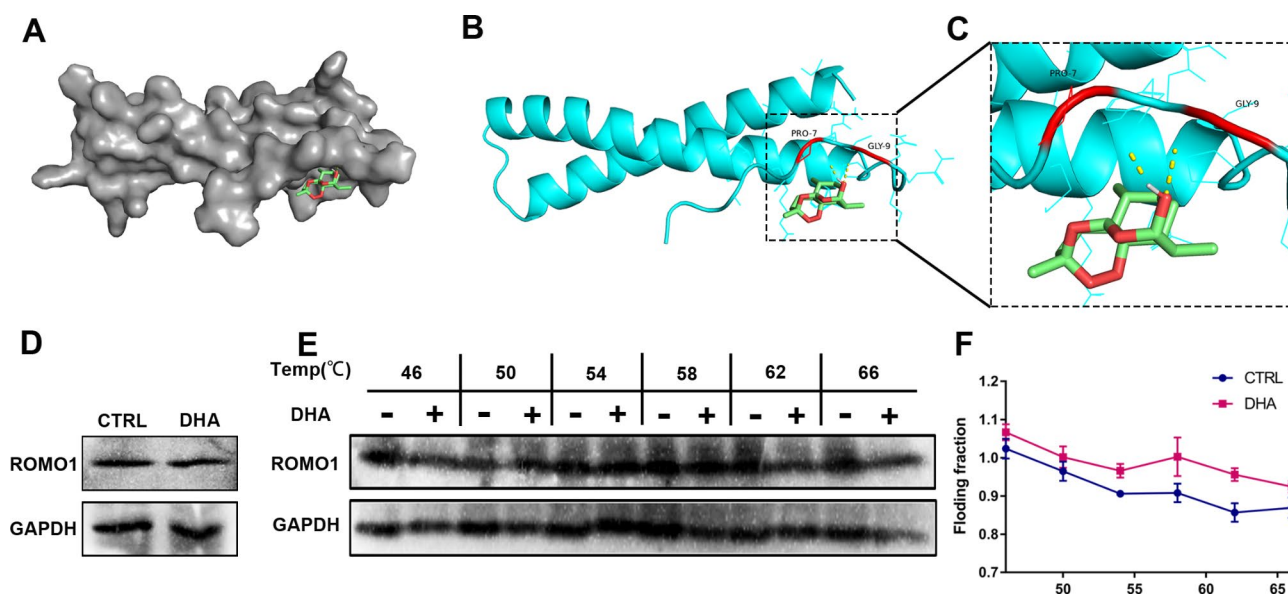 A
B
C
PRO-7
GLY-9
PRO-7
GLY-9
D
E
F
Temp(℃) 46 50 54 58 62 66
DHA - + - + - + - + - + - +
CTRL DHA
ROMO1
GAPDH
ROMO1
GAPDH
CTRL
DHA
Floding fraction
1.2
1.1
1.0
0.9
0.8
0.7
50 55 60 65